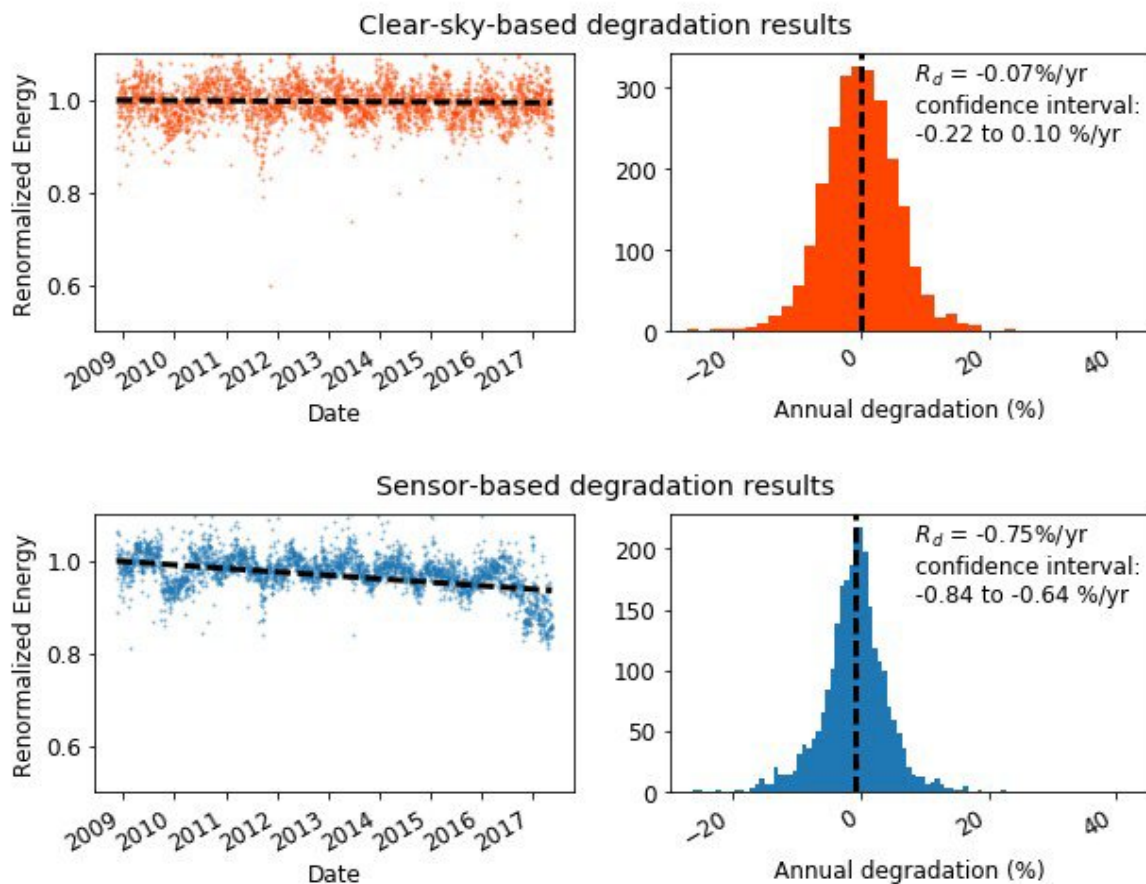 Clear-sky-based degradation results
Renormalized Energy
1.0
0.8
0.6
2009
2010
2011
2012
2013
2014
2015
2016
2017
Date
300
200
100
0
R_d = -0.07%/yr
confidence interval:
-0.22 to 0.10 %/yr
−20
0
20
40
Annual degradation (%)
Sensor-based degradation results
Renormalized Energy
1.0
0.8
0.6
2009
2010
2011
2012
2013
2014
2015
2016
2017
Date
200
150
100
50
0
R_d = -0.75%/yr
confidence interval:
-0.84 to -0.64 %/yr
−20
0
20
40
Annual degradation (%)